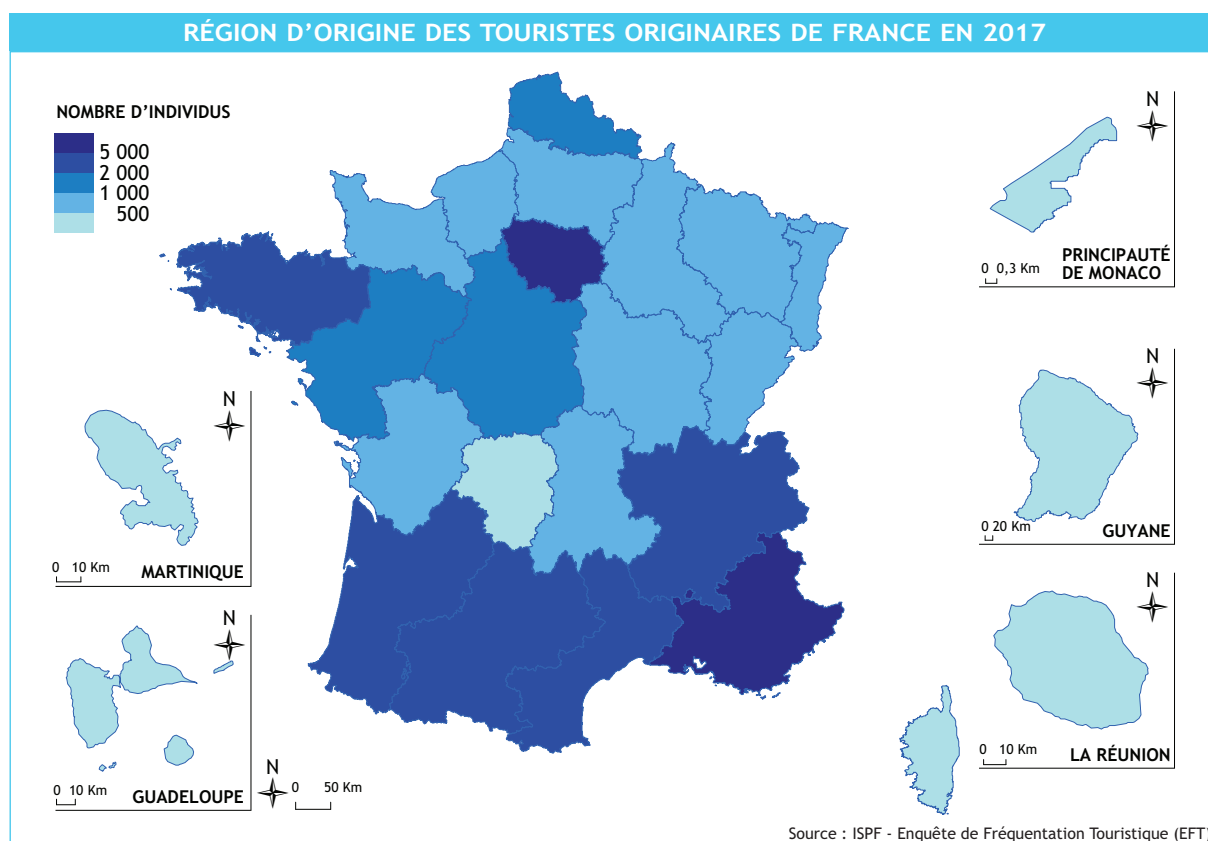 RÉGION D'ORIGINE DES TOURISTES ORIGINAIRES DE FRANCE EN 2017
NOMBRE D'INDIVIDUS
5 000
2 000
1 000
500
N
0 0,3 Km
PRINCIPAUTÉ
DE MONACO
N
0 20 Km
GUYANE
N
0 10 Km
MARTINIQUE
N
0 10 Km
LA RÉUNION
N
0 10 Km
GUADELOUPE
N
0 50 Km
Source : ISPF - Enquête de Fréquentation Touristique (EFT)